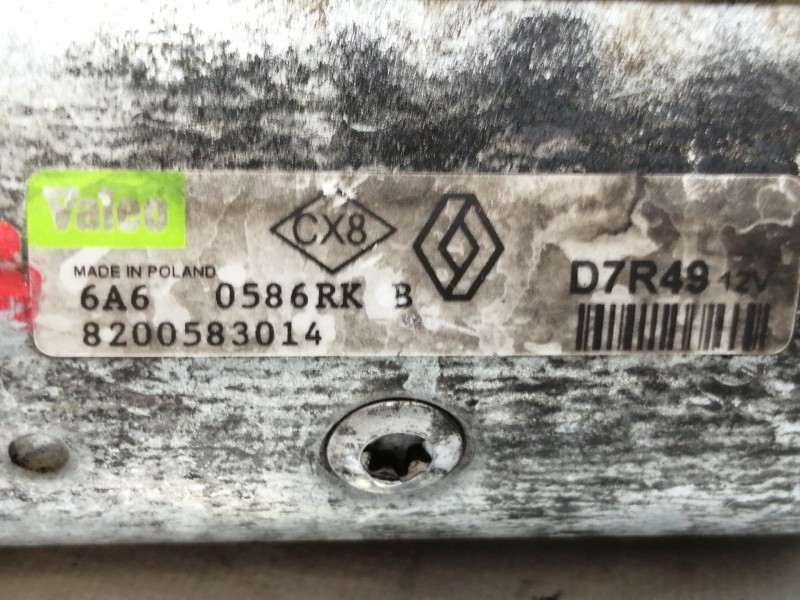 Valeo
CX8
MADE IN POLAND
D7R49 12V
6A6 0586RK B
8200583014